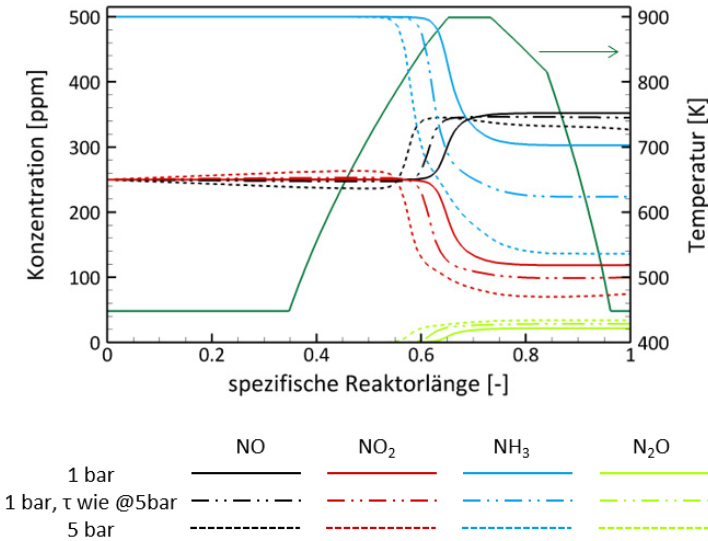 500
400
300
200
100
0
Konzentration [ppm]
900
800
700
600
500
400
Temperatur [K]
0
0.2
0.4
0.6
0.8
1
spezifische Reaktorlänge [-]
NO NO₂ NH₃ N₂O
1 bar
1 bar, τ wie @5bar
5 bar